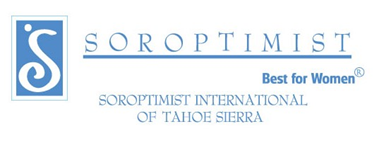 SOROPTIMIST
Best for Women®
SOROPTIMIST INTERNATIONAL
OF TAHOE SIERRA